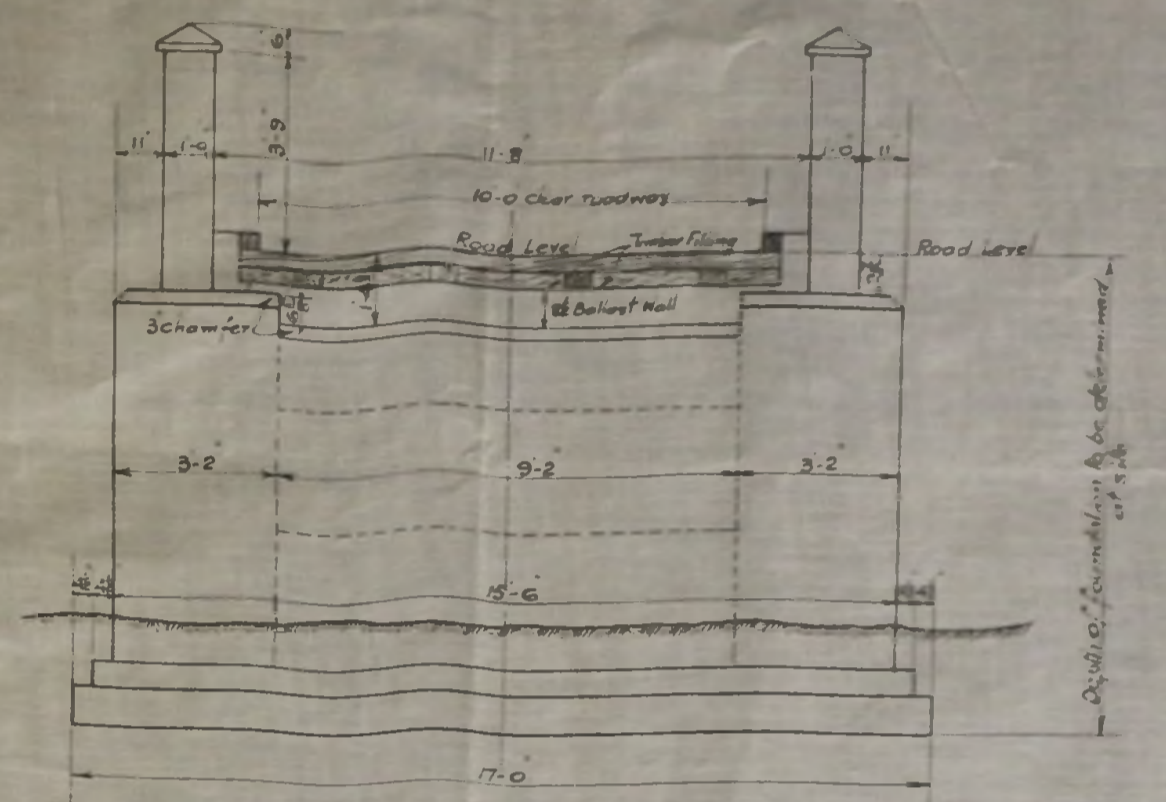 6"
3'-9"
11"
1'-0"
11'-8"
1'-0"
11"
10'-0" clear roadway
Road Level
Timber Filling
Road Level
Ballast Wall
3" chamfer
3'-2"
9'-2"
3'-2"
15'-6"
17'-0"
Depth of foundation to be determined
at site